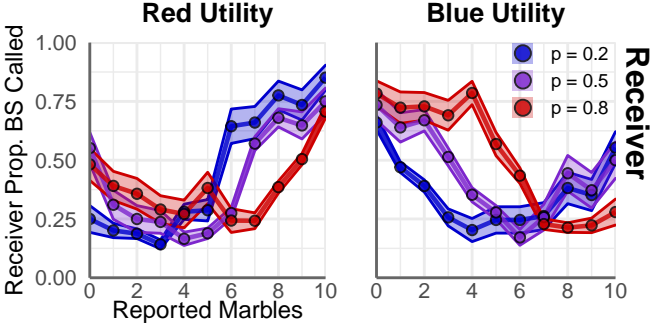 Red Utility
Blue Utility
Receiver Prop. BS Called
1.00
0.75
0.50
0.25
0.00
p = 0.2
p = 0.5
p = 0.8
Receiver
0 2 4 6 8 10
0 2 4 6 8 10
Reported Marbles